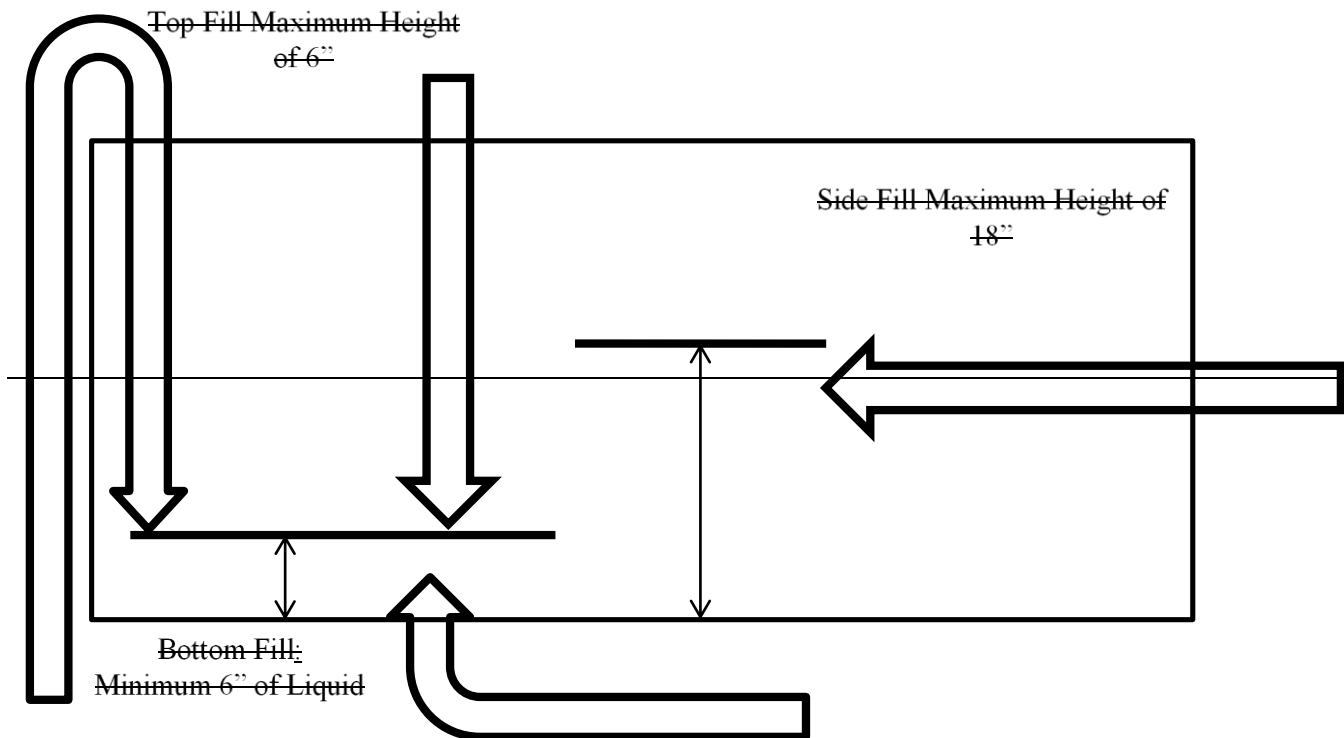 Top Fill Maximum Height
of 6”
Side Fill Maximum Height of
18”
Bottom Fill:
Minimum 6” of Liquid